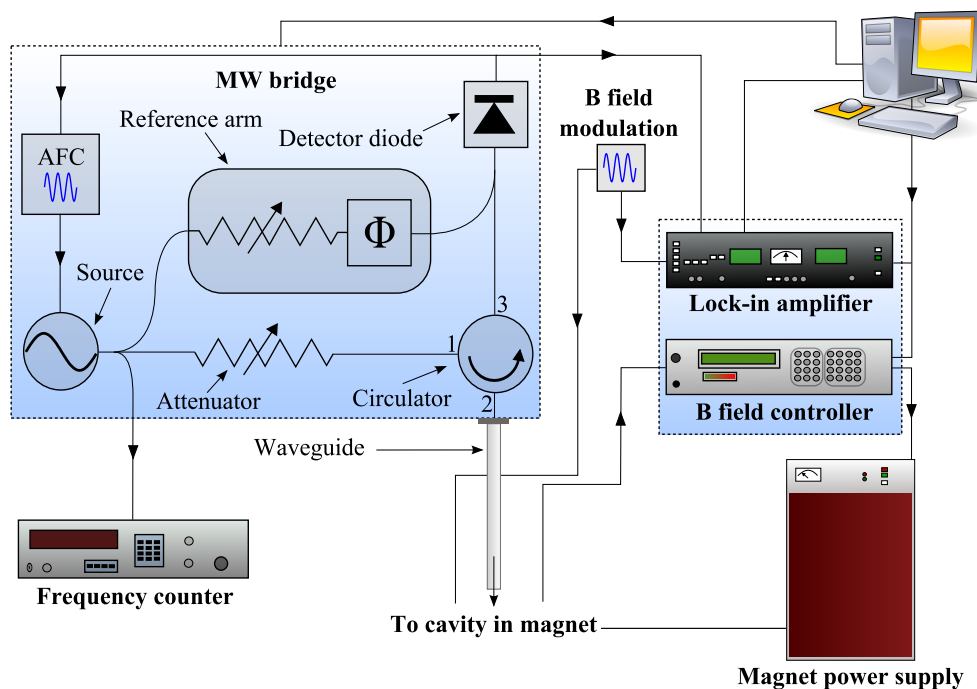 MW bridge
Reference arm
Detector diode
B field
modulation
AFC
Φ
Source
3
1
2
Attenuator
Circulator
Lock-in amplifier
B field controller
Waveguide
Frequency counter
To cavity in magnet
Magnet power supply